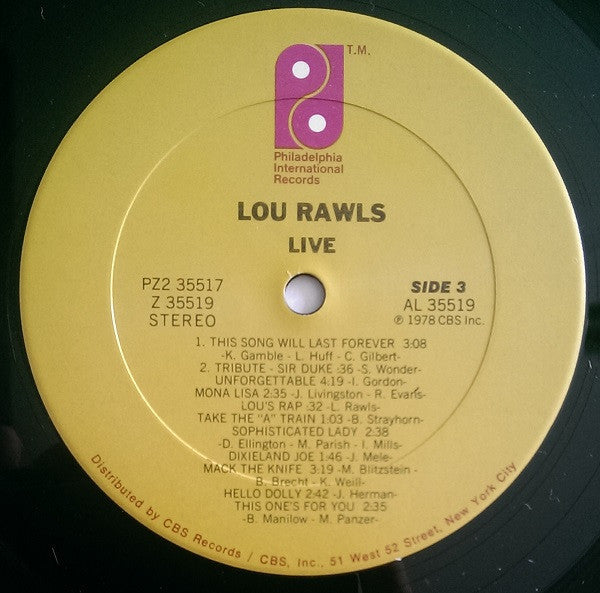 T.M.
Philadelphia
International
Records
LOU RAWLS
LIVE
PZ2 35517
Z 35519
STEREO
SIDE 3
AL 35519
℗ 1978 CBS Inc.
1. THIS SONG WILL LAST FOREVER 3:08
-K. Gamble - L. Huff - C. Gilbert-
2. TRIBUTE - SIR DUKE :36 -S. Wonder-
UNFORGETTABLE 4:19 -I. Gordon-
MONA LISA 2:35 -J. Livingston - R. Evans-
LOU'S RAP :32 -L. Rawls-
TAKE THE "A" TRAIN 1:03 -B. Strayhorn-
SOPHISTICATED LADY 2:38
-D. Ellington - M. Parish - I. Mills-
DIXIELAND JOE 1:46 -J. Mele-
MACK THE KNIFE 3:19 -M. Blitzstein -
B. Brecht - K. Weill-
HELLO DOLLY 2:42 -J. Herman-
THIS ONE'S FOR YOU 2:35
-B. Manilow - M. Panzer-
Distributed by CBS Records / CBS, Inc., 51 West 52 Street, New York City